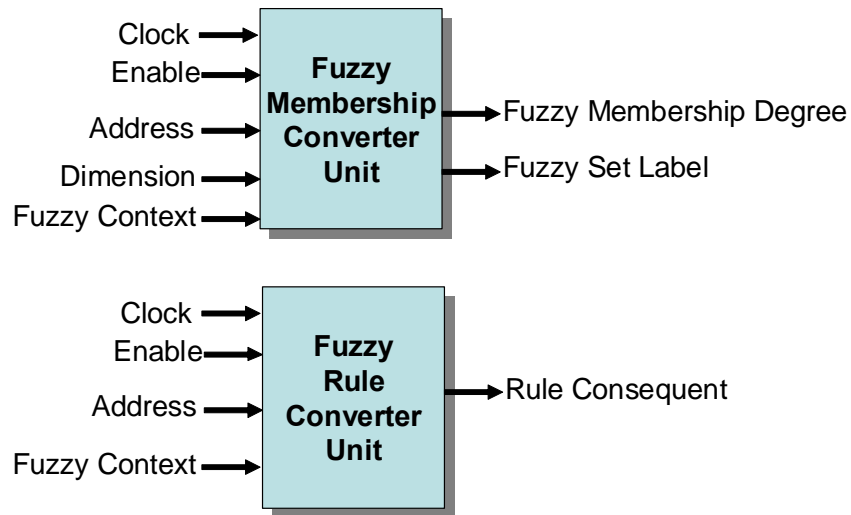 Clock
Enable
Address
Dimension
Fuzzy Context
Fuzzy
Membership
Converter
Unit
Fuzzy Membership Degree
Fuzzy Set Label
Clock
Enable
Address
Fuzzy Context
Fuzzy
Rule
Converter
Unit
Rule Consequent